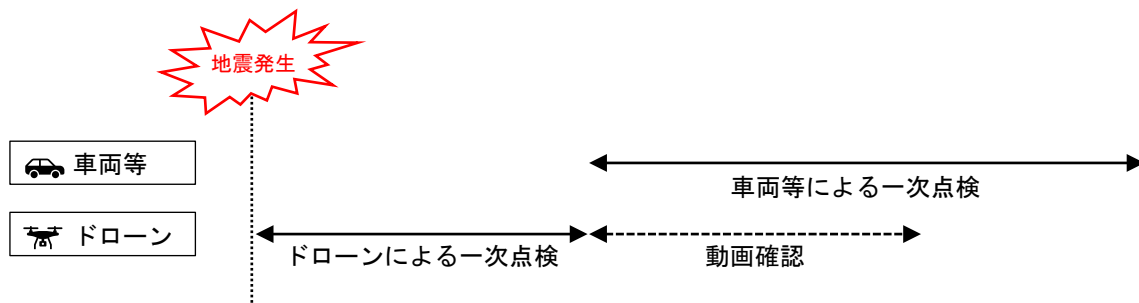 地震発生
車両等
車両等による一次点検
ドローン
ドローンによる一次点検
動画確認